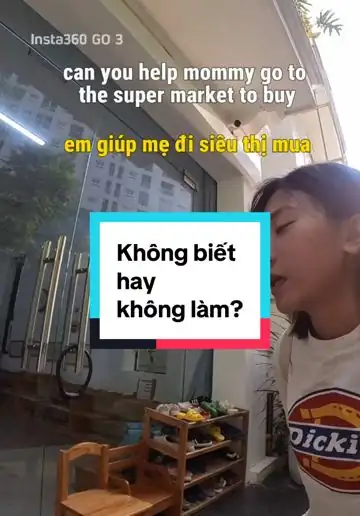 Insta360 GO 3
can you help mommy go to
the super market to buy
em giúp mẹ đi siêu thị mua
Không biết
hay
không làm?
Dicki